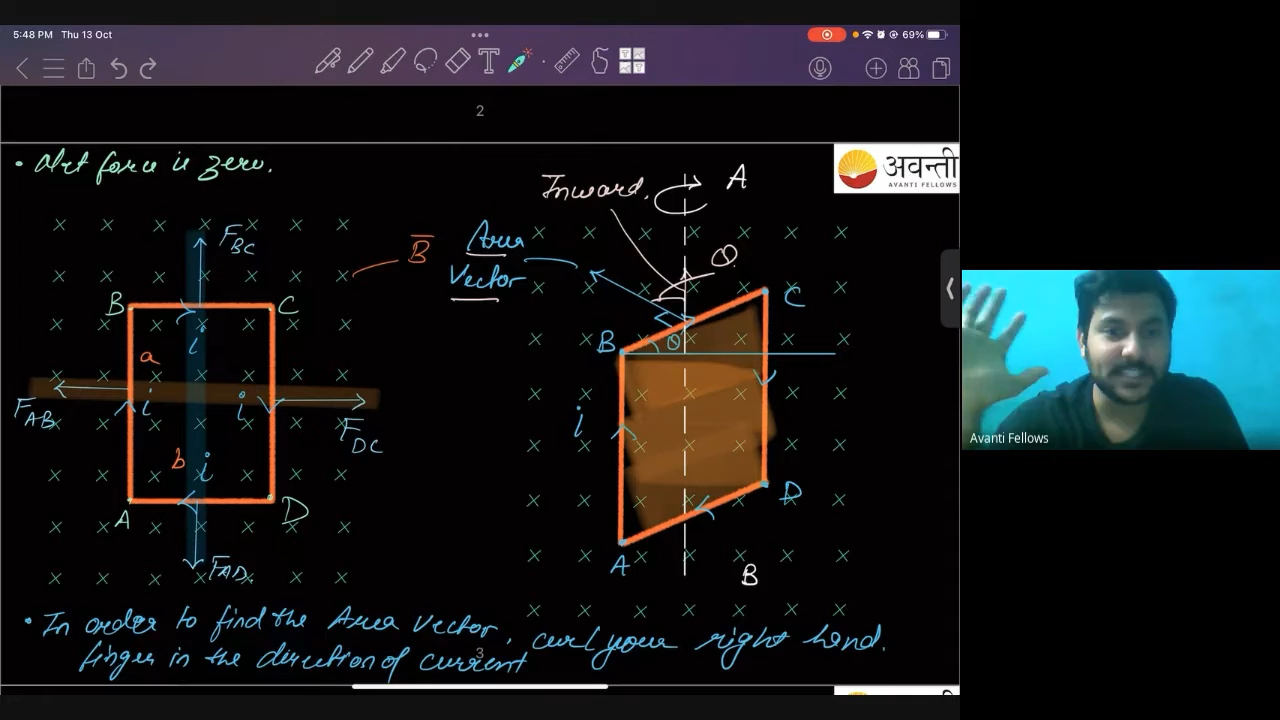 5:48 PM Thu 13 Oct
69%
2
• Net force is zero.
Inward.
A
अवन्ती
AVANTI FELLOWS
F_BC
B̅
Area
Vector
θ
B
C
i
a
i
i
F_AB
F_DC
b
i
A
D
F_AD
B
θ
C
i
D
A
B
Avanti Fellows
• In order to find the Area Vector, curl your right hand.
finger in the direction of current
3